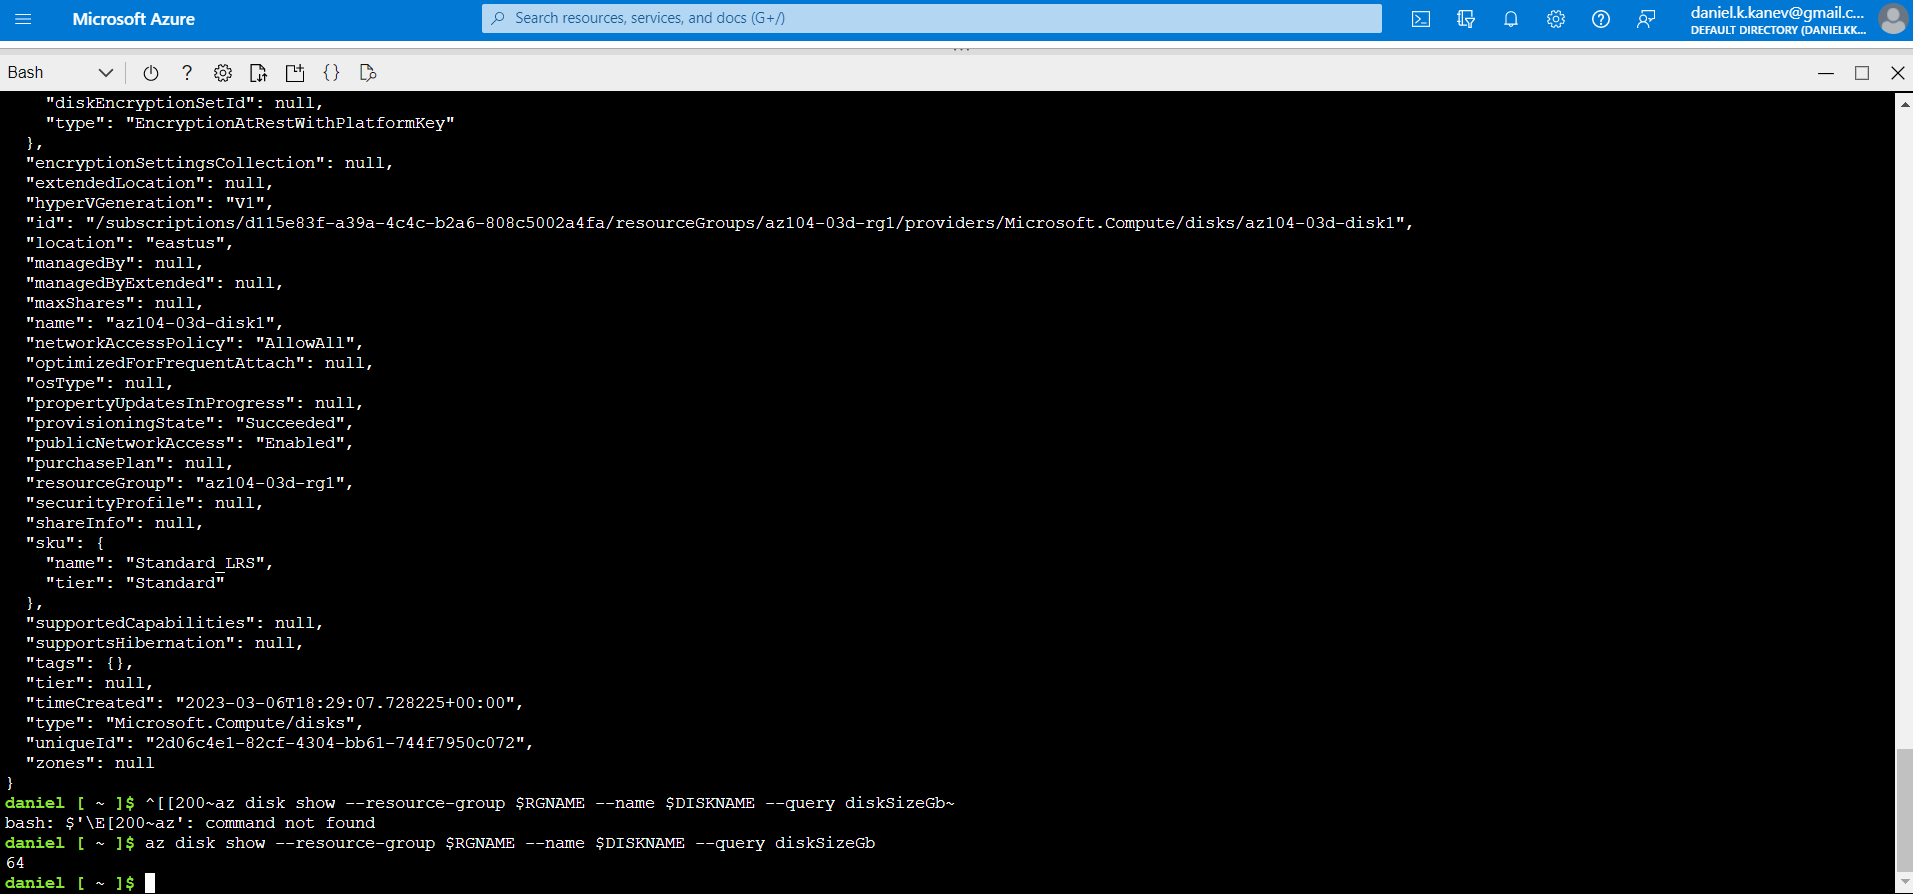 Microsoft Azure
Search resources, services, and docs (G+/)
daniel.k.kanev@gmail.c...
DEFAULT DIRECTORY (DANIELKK...
Bash
    "diskEncryptionSetId": null,
    "type": "EncryptionAtRestWithPlatformKey"
  },
  "encryptionSettingsCollection": null,
  "extendedLocation": null,
  "hyperVGeneration": "V1",
  "id": "/subscriptions/d115e83f-a39a-4c4c-b2a6-808c5002a4fa/resourceGroups/az104-03d-rg1/providers/Microsoft.Compute/disks/az104-03d-disk1",
  "location": "eastus",
  "managedBy": null,
  "managedByExtended": null,
  "maxShares": null,
  "name": "az104-03d-disk1",
  "networkAccessPolicy": "AllowAll",
  "optimizedForFrequentAttach": null,
  "osType": null,
  "propertyUpdatesInProgress": null,
  "provisioningState": "Succeeded",
  "publicNetworkAccess": "Enabled",
  "purchasePlan": null,
  "resourceGroup": "az104-03d-rg1",
  "securityProfile": null,
  "shareInfo": null,
  "sku": {
    "name": "Standard_LRS",
    "tier": "Standard"
  },
  "supportedCapabilities": null,
  "supportsHibernation": null,
  "tags": {},
  "tier": null,
  "timeCreated": "2023-03-06T18:29:07.728225+00:00",
  "type": "Microsoft.Compute/disks",
  "uniqueId": "2d06c4e1-82cf-4304-bb61-744f7950c072",
  "zones": null
}
daniel [ ~ ]$ ^[[200~az disk show --resource-group $RGNAME --name $DISKNAME --query diskSizeGb~
bash: $'\E[200~az': command not found
daniel [ ~ ]$ az disk show --resource-group $RGNAME --name $DISKNAME --query diskSizeGb
64
daniel [ ~ ]$